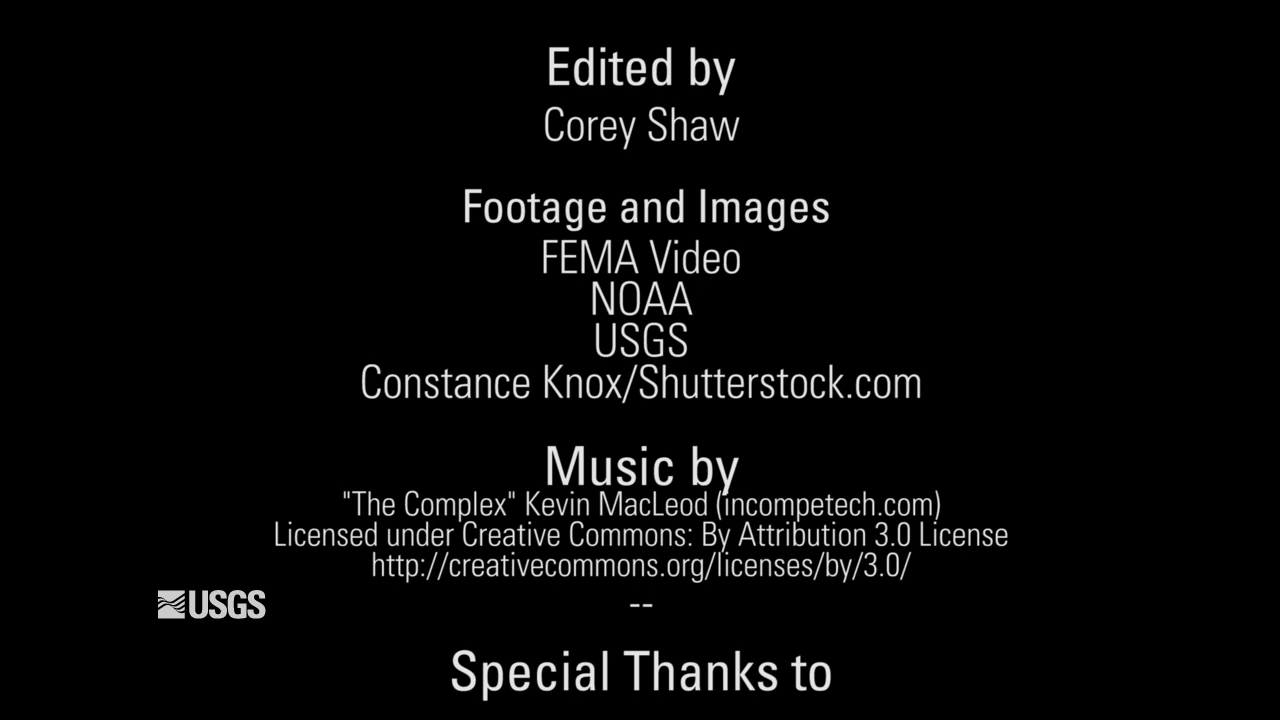 Edited by
Corey Shaw
Footage and Images
FEMA Video
NOAA
USGS
Constance Knox/Shutterstock.com
Music by
"The Complex" Kevin MacLeod (incompetech.com)
Licensed under Creative Commons: By Attribution 3.0 License
http://creativecommons.org/licenses/by/3.0/
--
USGS
Special Thanks to